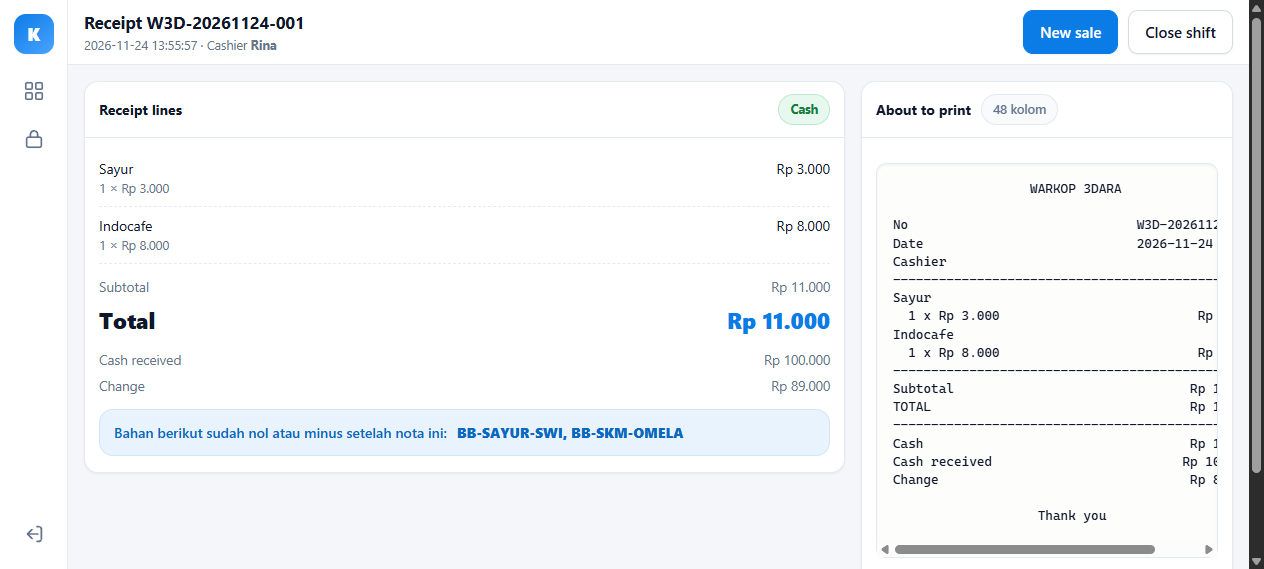 K
Receipt W3D-20261124-001
2026-11-24 13:55:57 · Cashier Rina
New sale
Close shift
Receipt lines
Cash
Sayur
Rp 3.000
1 × Rp 3.000
Indocafe
Rp 8.000
1 × Rp 8.000
Subtotal
Rp 11.000
Total
Rp 11.000
Cash received
Rp 100.000
Change
Rp 89.000
Bahan berikut sudah nol atau minus setelah nota ini: BB-SAYUR-SWI, BB-SKM-OMELA
About to print
48 kolom
WARKOP 3DARA
No W3D-2026112
Date 2026-11-24
Cashier
------------------------------------------------
Sayur
1 x Rp 3.000 Rp
Indocafe
1 x Rp 8.000 Rp
------------------------------------------------
Subtotal Rp 1
TOTAL Rp 1
------------------------------------------------
Cash Rp 1
Cash received Rp 10
Change Rp 8
Thank you